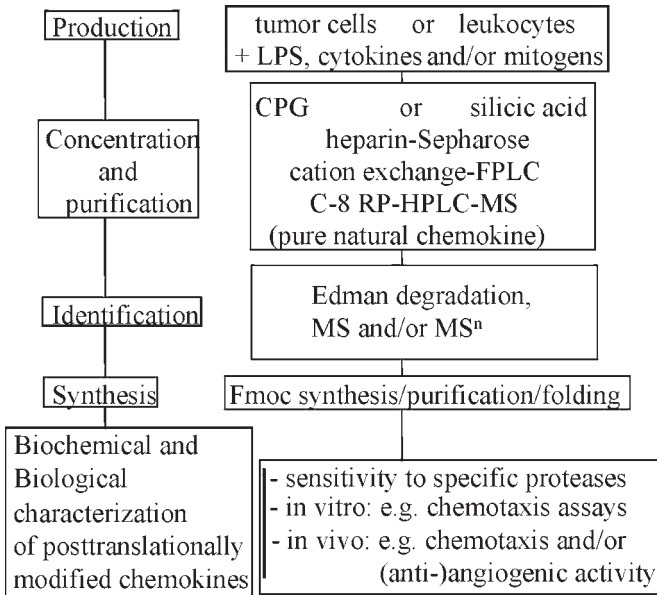 Production
tumor cells or leukocytes
+ LPS, cytokines and/or mitogens
Concentration
and
purification
CPG or silicic acid
heparin-Sepharose
cation exchange-FPLC
C-8 RP-HPLC-MS
(pure natural chemokine)
Identification
Edman degradation,
MS and/or MSⁿ
Synthesis
Fmoc synthesis/purification/folding
Biochemical and
Biological
characterization
of posttranslationally
modified chemokines
- sensitivity to specific proteases
- in vitro: e.g. chemotaxis assays
- in vivo: e.g. chemotaxis and/or
(anti-)angiogenic activity